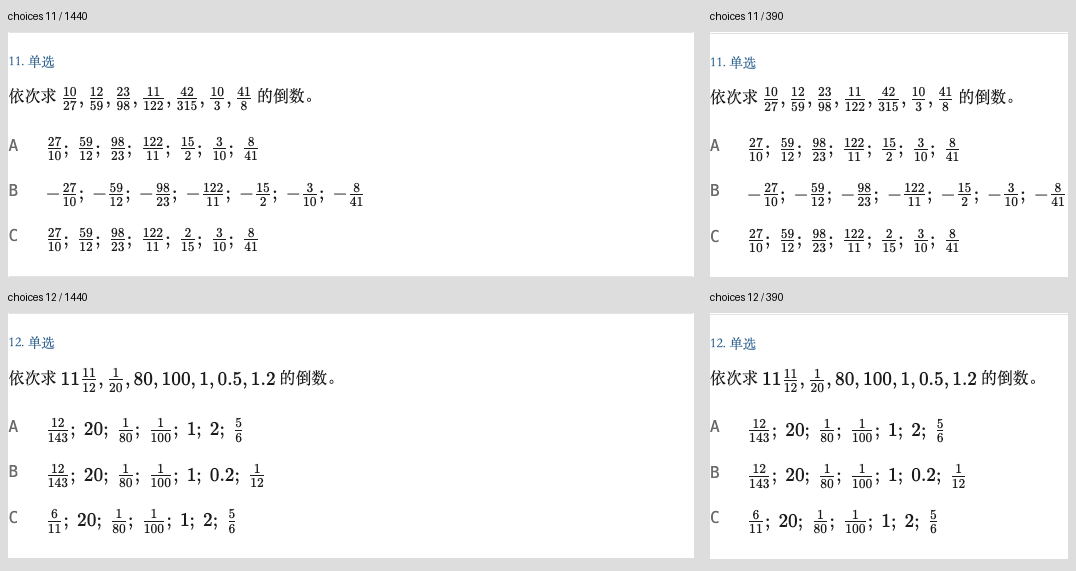 choices 11 / 1440
11. 单选
依次求 10/27, 12/59, 23/98, 11/122, 42/315, 10/3, 41/8 的倒数。
A 27/10; 59/12; 98/23; 122/11; 15/2; 3/10; 8/41
B −27/10; −59/12; −98/23; −122/11; −15/2; −3/10; −8/41
C 27/10; 59/12; 98/23; 122/11; 2/15; 3/10; 8/41
choices 11 / 390
11. 单选
依次求 10/27, 12/59, 23/98, 11/122, 42/315, 10/3, 41/8 的倒数。
A 27/10; 59/12; 98/23; 122/11; 15/2; 3/10; 8/41
B −27/10; −59/12; −98/23; −122/11; −15/2; −3/10; −8/41
C 27/10; 59/12; 98/23; 122/11; 2/15; 3/10; 8/41
choices 12 / 1440
12. 单选
依次求 11 11/12, 1/20, 80, 100, 1, 0.5, 1.2 的倒数。
A 12/143; 20; 1/80; 1/100; 1; 2; 5/6
B 12/143; 20; 1/80; 1/100; 1; 0.2; 1/12
C 6/11; 20; 1/80; 1/100; 1; 2; 5/6
choices 12 / 390
12. 单选
依次求 11 11/12, 1/20, 80, 100, 1, 0.5, 1.2 的倒数。
A 12/143; 20; 1/80; 1/100; 1; 2; 5/6
B 12/143; 20; 1/80; 1/100; 1; 0.2; 1/12
C 6/11; 20; 1/80; 1/100; 1; 2; 5/6